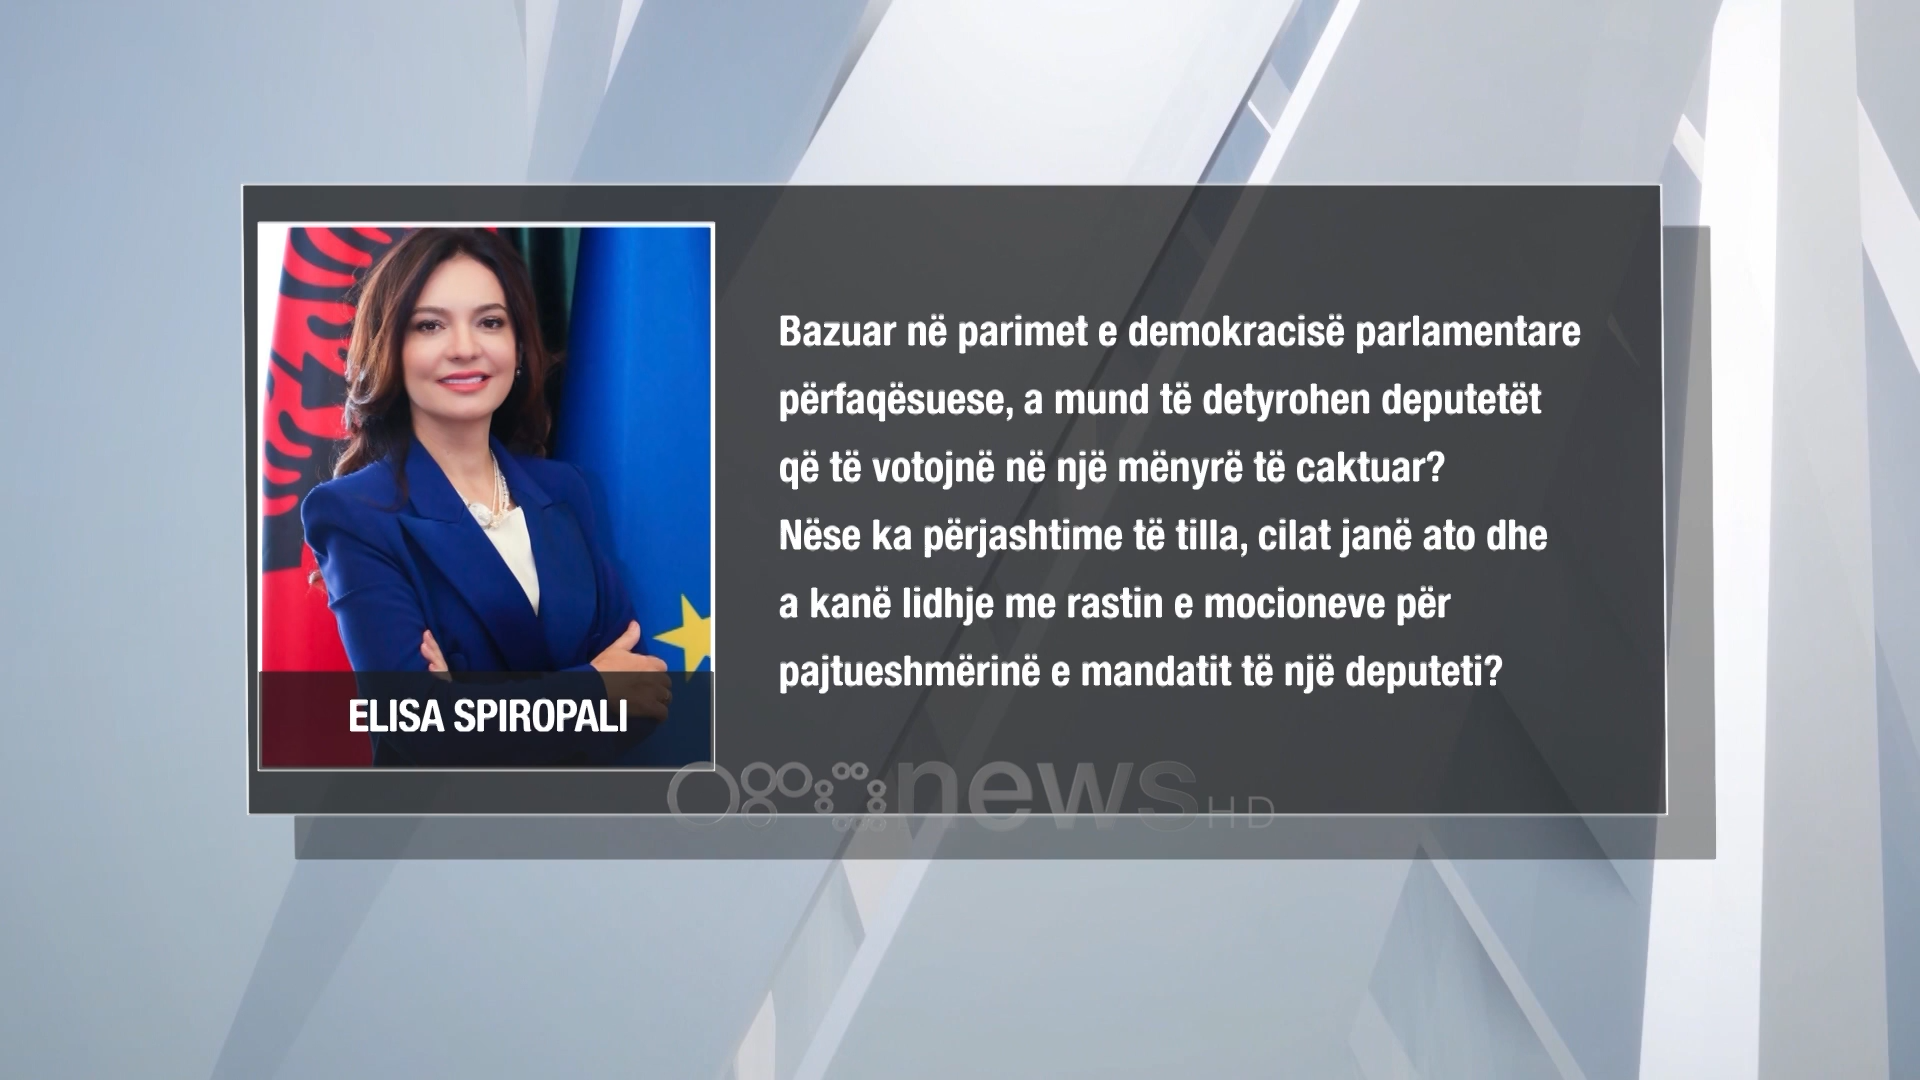 Bazuar në parimet e demokracisë parlamentare
përfaqësuese, a mund të detyrohen deputetët
që të votojnë në një mënyrë të caktuar?
Nëse ka përjashtime të tilla, cilat janë ato dhe
a kanë lidhje me rastin e mocioneve për
pajtueshmërinë e mandatit të një deputeti?
ELISA SPIROPALI
news HD